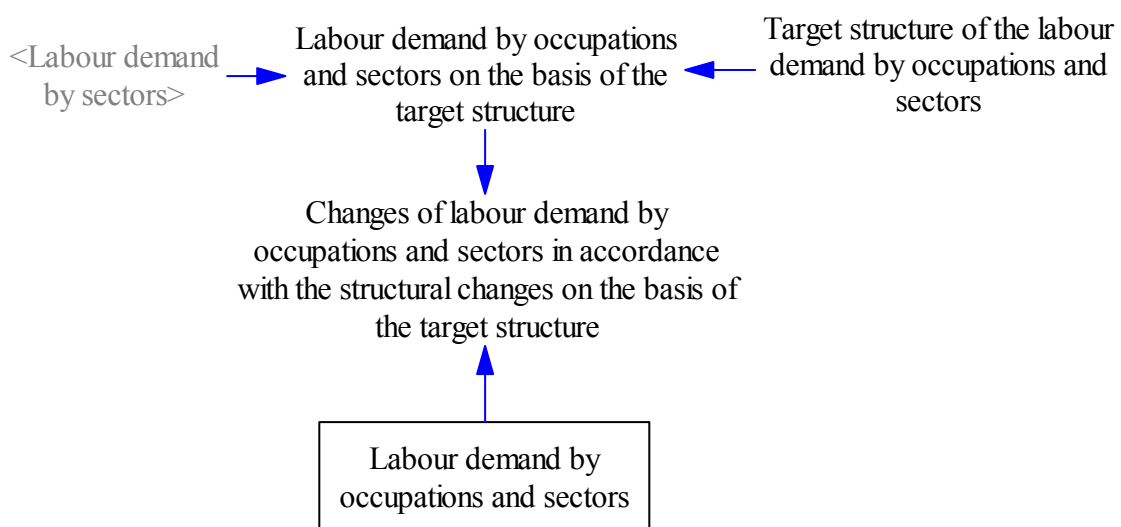 <Labour demand
by sectors>
Labour demand by occupations
and sectors on the basis of the
target structure
Target structure of the labour
demand by occupations and
sectors
Changes of labour demand by
occupations and sectors in accordance
with the structural changes on the basis of
the target structure
Labour demand by
occupations and sectors